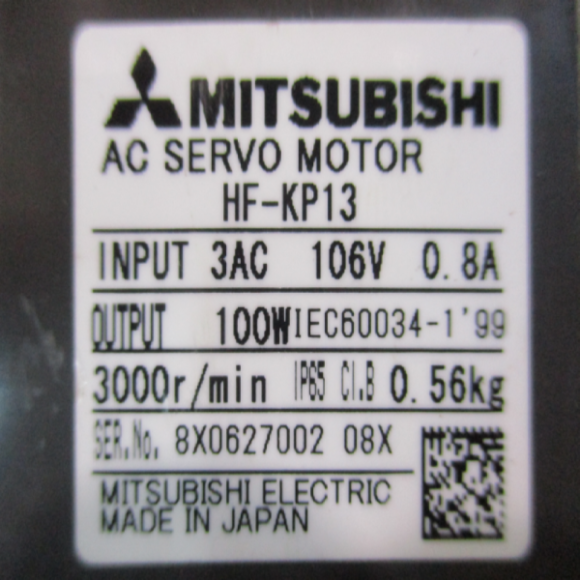 MITSUBISHI
AC SERVO MOTOR
HF-KP13
INPUT 3AC 106V 0.8A
OUTPUT 100W IEC60034-1'99
3000r/min IP65 Cl.B 0.56kg
SER.No. 8X0627002 08X
MITSUBISHI ELECTRIC
MADE IN JAPAN